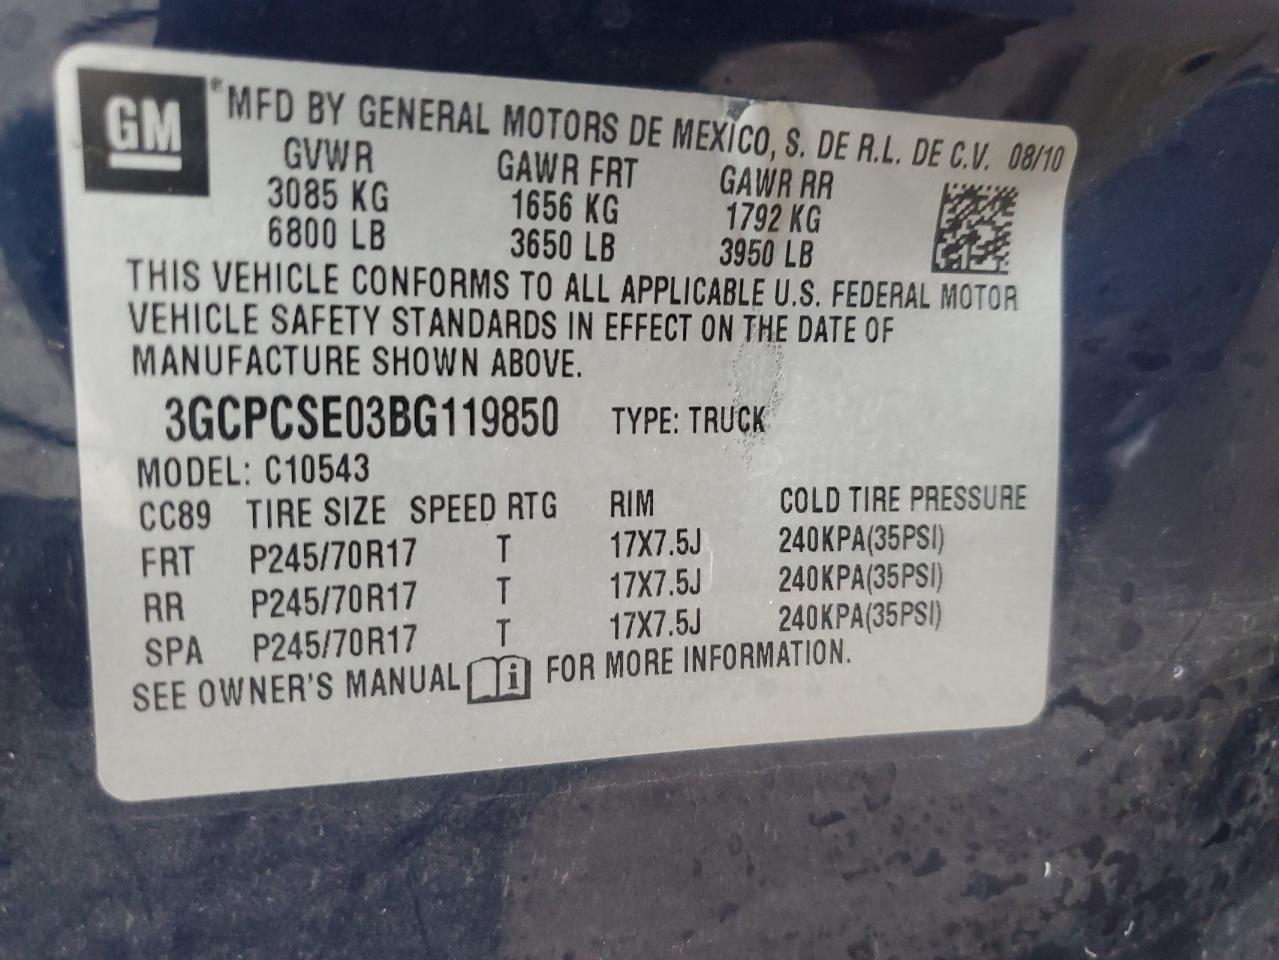 GM
® MFD BY GENERAL MOTORS DE MEXICO, S. DE R.L. DE C.V. 08/10
GVWR GAWR FRT GAWR RR
3085 KG 1656 KG 1792 KG
6800 LB 3650 LB 3950 LB
THIS VEHICLE CONFORMS TO ALL APPLICABLE U.S. FEDERAL MOTOR
VEHICLE SAFETY STANDARDS IN EFFECT ON THE DATE OF
MANUFACTURE SHOWN ABOVE.
3GCPCSE03BG119850 TYPE: TRUCK
MODEL: C10543
CC89 TIRE SIZE SPEED RTG RIM COLD TIRE PRESSURE
FRT P245/70R17 T 17X7.5J 240KPA(35PSI)
RR P245/70R17 T 17X7.5J 240KPA(35PSI)
SPA P245/70R17 T 17X7.5J 240KPA(35PSI)
SEE OWNER'S MANUAL i FOR MORE INFORMATION.